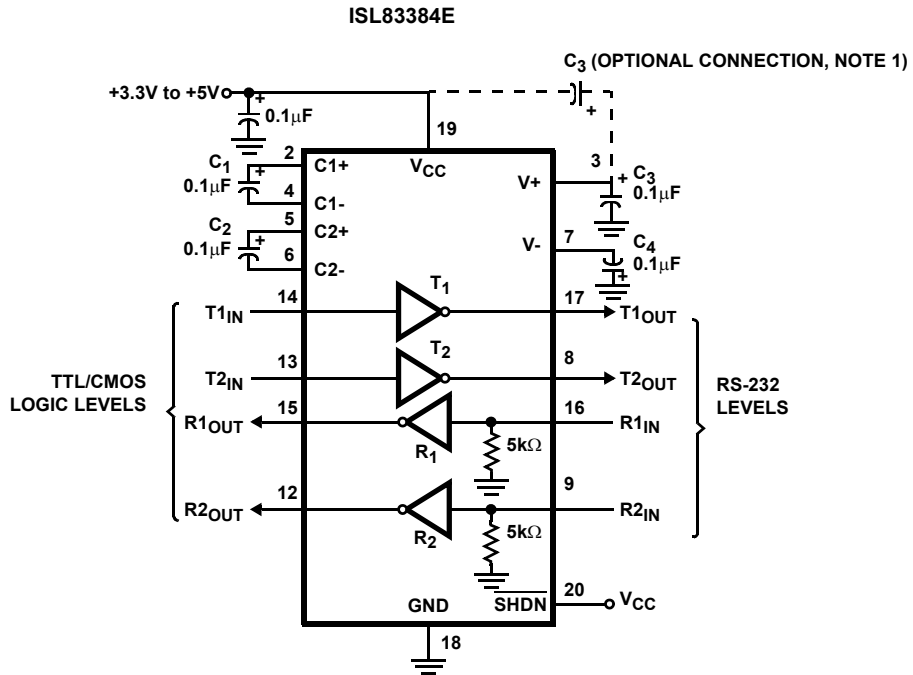 ISL83384E
C3 (OPTIONAL CONNECTION, NOTE 1)
+3.3V to +5V
+
0.1μF
+
19
2
C1
0.1μF
+
4
C1+
C1-
VCC
V+
3
+
C3
0.1μF
C2
0.1μF
+
5
6
C2+
C2-
V-
7
C4
0.1μF
+
T1IN
14
T1
17
T1OUT
T2IN
13
T2
8
T2OUT
TTL/CMOS
LOGIC LEVELS
RS-232
LEVELS
R1OUT
15
R1
16
R1IN
5kΩ
R2OUT
12
R2
9
R2IN
5kΩ
GND
SHDN
20
VCC
18